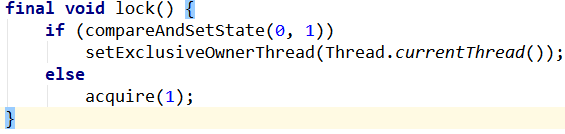 final void lock() {
    if (compareAndSetState(0, 1))
        setExclusiveOwnerThread(Thread.currentThread());
    else
        acquire(1);
}